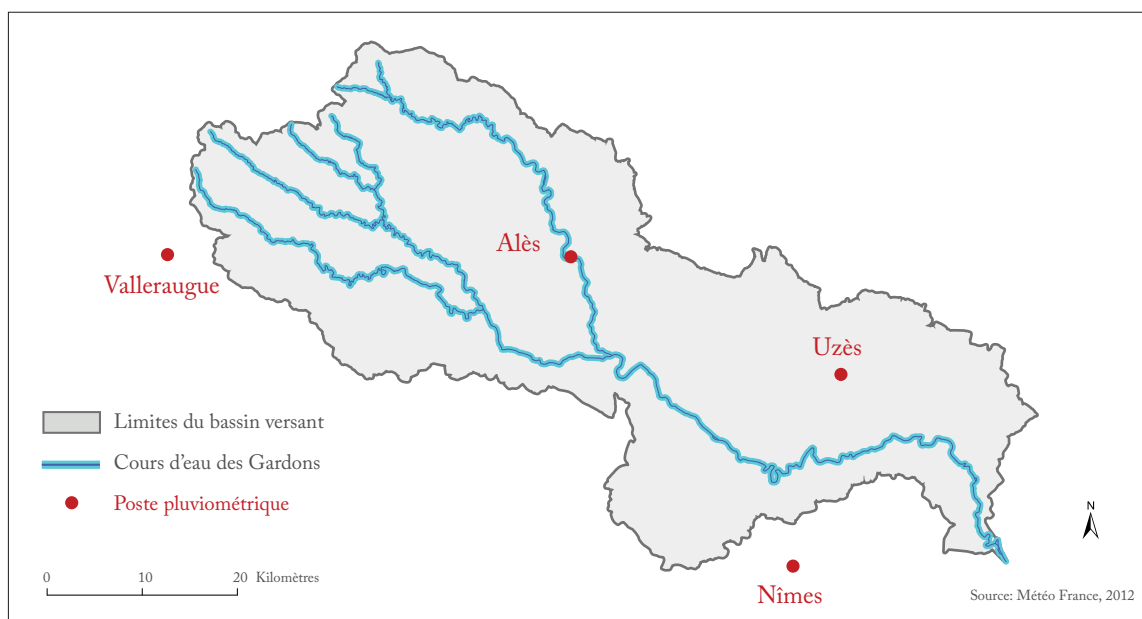 Alès
Valleraugue
Uzès
Limites du bassin versant
Cours d'eau des Gardons
Poste pluviométrique
N
0 10 20 Kilomètres
Nîmes
Source: Météo France, 2012